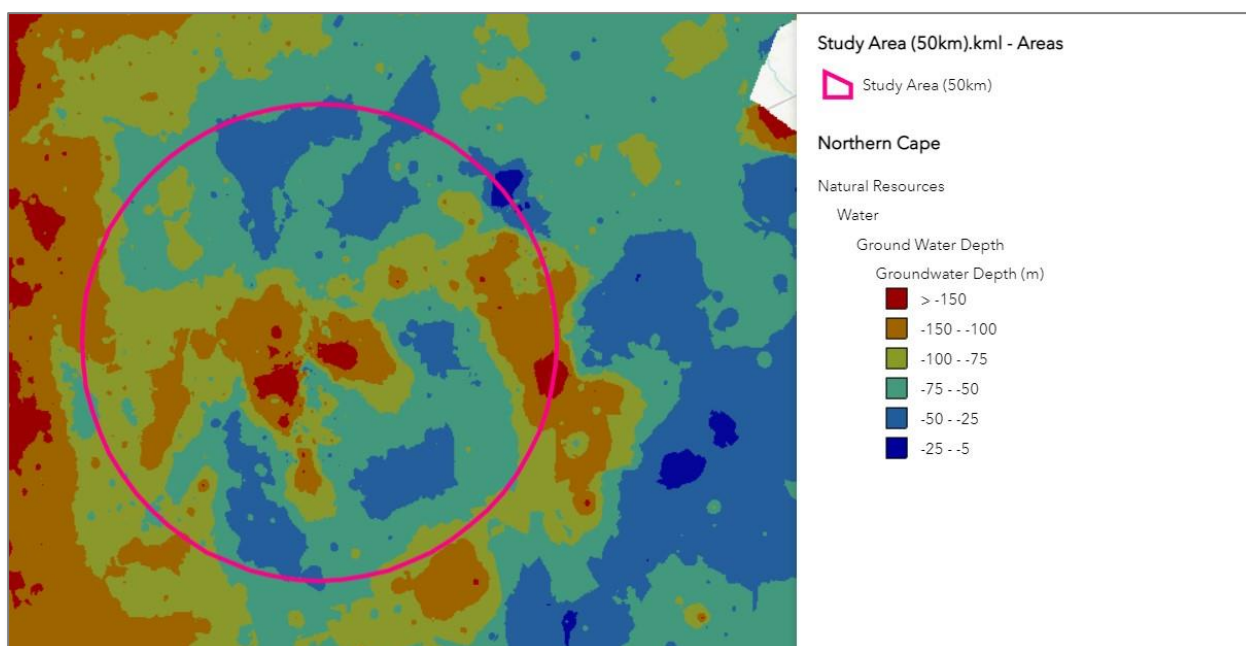 Study Area (50km).kml - Areas
Study Area (50km)
Northern Cape
Natural Resources
Water
Ground Water Depth
Groundwater Depth (m)
> -150
-150 - -100
-100 - -75
-75 - -50
-50 - -25
-25 - -5